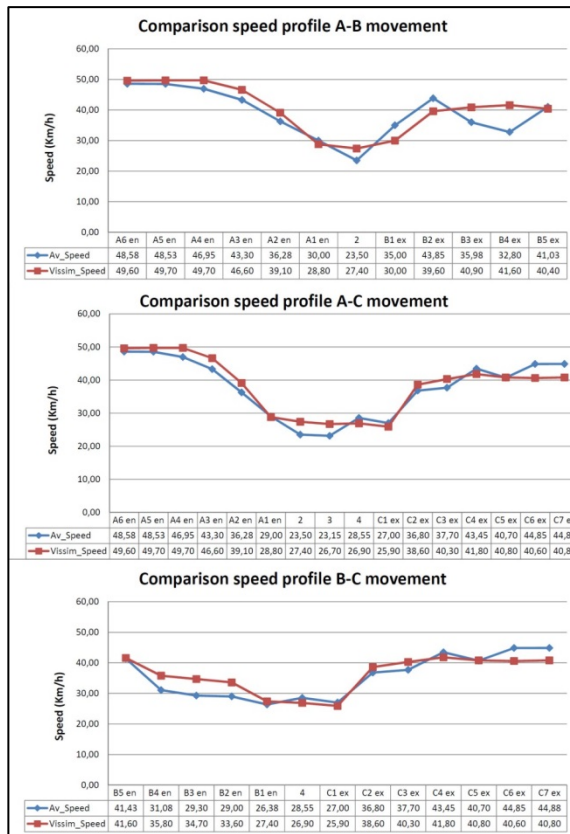 Comparison speed profile A-B movement
60,00
50,00
40,00
30,00
20,00
10,00
0,00
Speed (Km/h)
A6 en A5 en A4 en A3 en A2 en A1 en 2 B1 ex B2 ex B3 ex B4 ex B5 ex
Av_Speed 48,58 48,53 46,95 43,30 36,28 30,00 23,50 35,00 43,85 35,98 32,80 41,03
Vissim_Speed 49,60 49,70 49,70 46,60 39,10 28,80 27,40 30,00 39,60 40,90 41,60 40,40
Comparison speed profile A-C movement
60,00
50,00
40,00
30,00
20,00
10,00
0,00
Speed (Km/h)
A6 en A5 en A4 en A3 en A2 en A1 en 2 3 4 C1 ex C2 ex C3 ex C4 ex C5 ex C6 ex C7 ex
Av_Speed 48,58 48,53 46,95 43,30 36,28 29,00 23,50 23,15 28,55 27,00 36,80 37,70 43,45 40,70 44,85 44,8
Vissim_Speed 49,60 49,70 49,70 46,60 39,10 28,80 27,40 26,70 26,90 25,90 38,60 40,30 41,80 40,80 40,60 40,8
Comparison speed profile B-C movement
60,00
50,00
40,00
30,00
20,00
10,00
0,00
Speed (Km/h)
B5 en B4 en B3 en B2 en B1 en 4 C1 ex C2 ex C3 ex C4 ex C5 ex C6 ex C7 ex
Av_Speed 41,43 31,08 29,30 29,00 26,38 28,55 27,00 36,80 37,70 43,45 40,70 44,85 44,88
Vissim_Speed 41,60 35,80 34,70 33,60 27,40 26,90 25,90 38,60 40,30 41,80 40,80 40,60 40,80